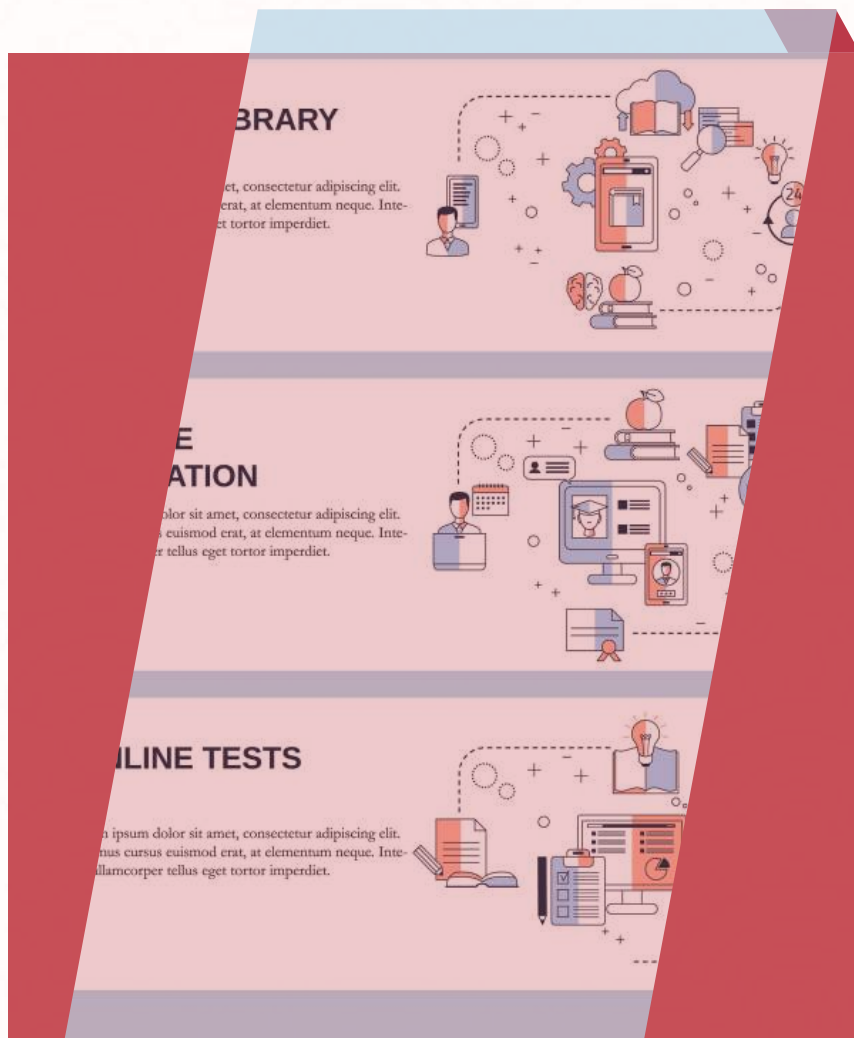 BRARY
et, consectetur adipiscing elit.
erat, at elementum neque. Inte-
et tortor imperdiet.
24
E
ATION
olor sit amet, consectetur adipiscing elit.
s euismod erat, at elementum neque. Inte-
r tellus eget tortor imperdiet.
NLINE TESTS
n ipsum dolor sit amet, consectetur adipiscing elit.
mus cursus euismod erat, at elementum neque. Inte-
llamcorper tellus eget tortor imperdiet.